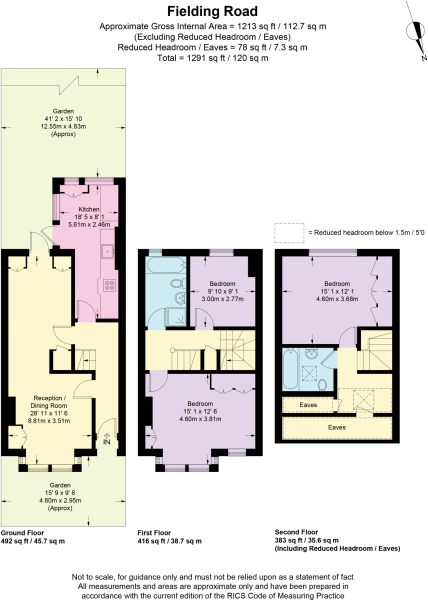 Fielding Road
Approximate Gross Internal Area = 1213 sq ft / 112.7 sq m
(Excluding Reduced Headroom / Eaves)
Reduced Headroom / Eaves = 78 sq ft / 7.3 sq m
Total = 1291 sq ft / 120 sq m
N
Garden
41' 2 x 15' 10
12.55m x 4.83m
(Approx)
Kitchen
18' 5 x 8' 1
5.61m x 2.46m
= Reduced headroom below 1.5m / 5'0
Bedroom
9' 10 x 9' 1
3.00m x 2.77m
Bedroom
15' 1 x 12' 1
4.60m x 3.68m
Reception /
Dining Room
28' 11 x 11' 6
8.81m x 3.51m
Bedroom
15' 1 x 12' 6
4.60m x 3.81m
Eaves
Eaves
IN
Garden
15' 9 x 9' 8
4.80m x 2.95m
(Approx)
Ground Floor
492 sq ft / 45.7 sq m
First Floor
416 sq ft / 38.7 sq m
Second Floor
383 sq ft / 35.6 sq m
(Including Reduced Headroom / Eaves)
Not to scale, for guidance only and must not be relied upon as a statement of fact
All measurements and areas are approximate only and have been prepared in
accordance with the current edition of the RICS Code of Measuring Practice